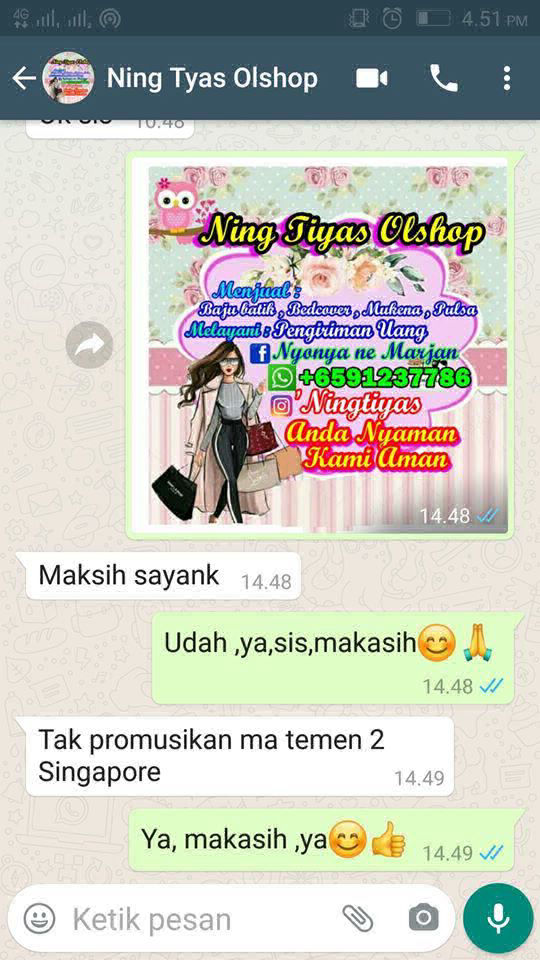 4G 4.51 PM
Ning Tyas Olshop
Ok sis 10.48
Ning Tiyas Olshop
Menjual :
Baju batik , Bedcover , Mukena , Pulsa
Melayani : Pengiriman Uang
Nyonya ne Marjan
+6591237786
'Ningtiyas
Anda Nyaman
Kami Aman
14.48
Maksih sayank 14.48
Udah ,ya,sis,makasih😊🙏
14.48
Tak promusikan ma temen 2
Singapore 14.49
Ya, makasih ,ya😊👍 14.49
Ketik pesan